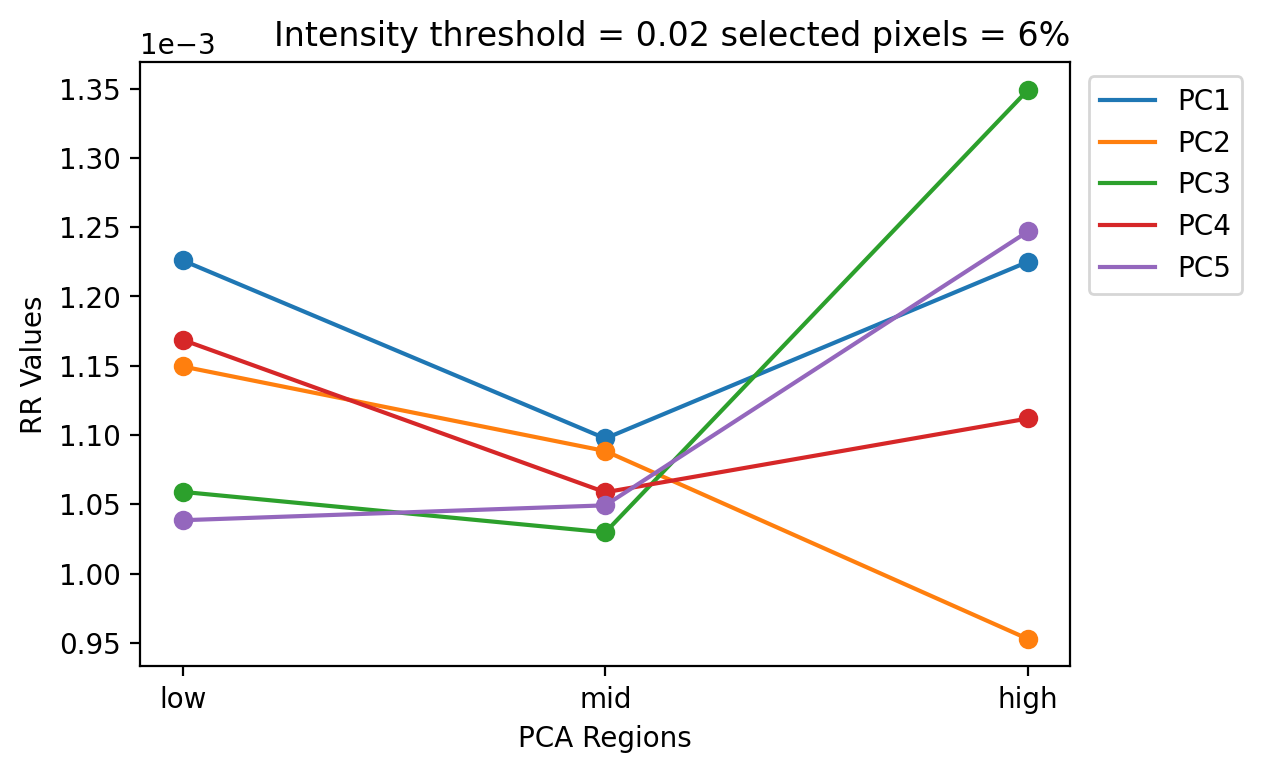 Intensity threshold = 0.02 selected pixels = 6%
1e−3
1.35
1.30
1.25
1.20
1.15
1.10
1.05
1.00
0.95
RR Values
low mid high
PCA Regions
PC1
PC2
PC3
PC4
PC5